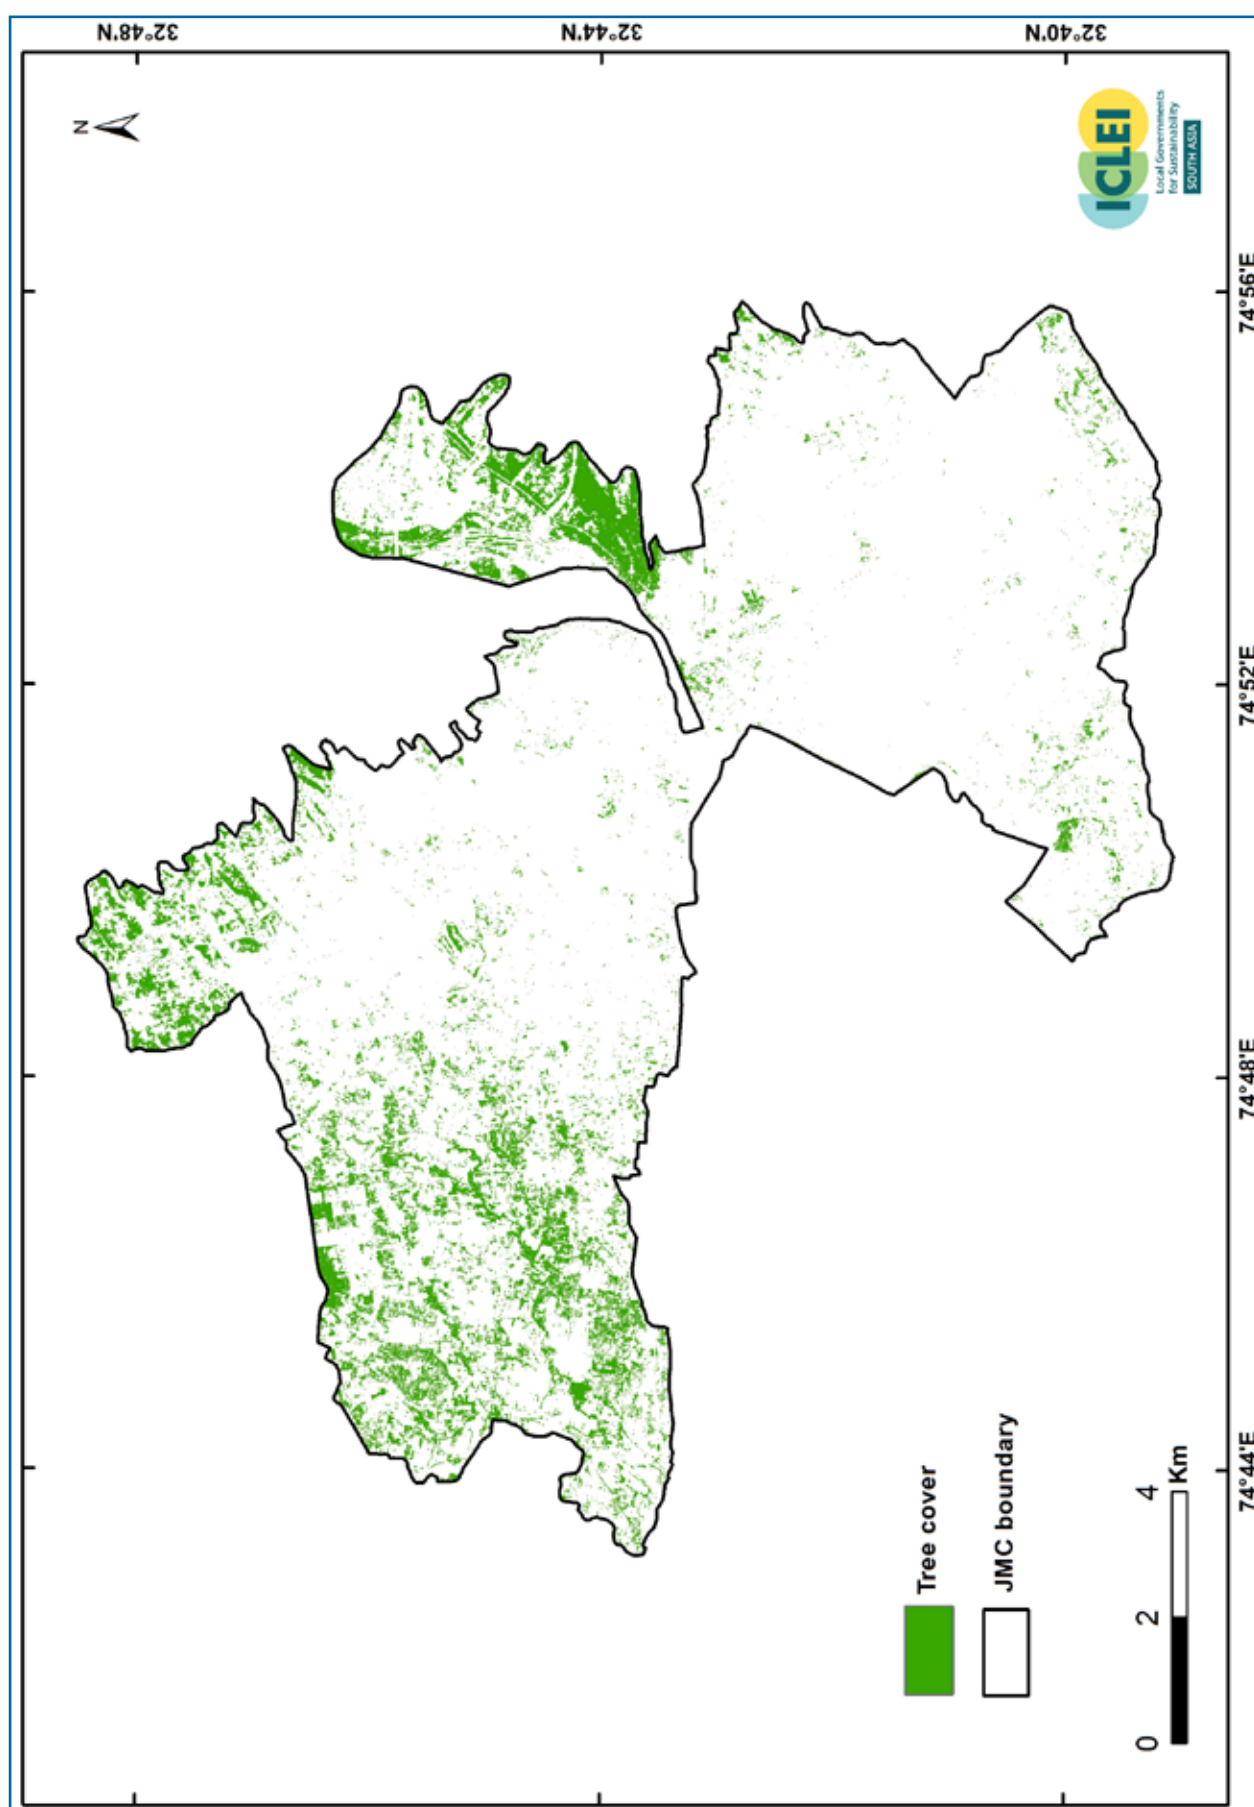 N
32°48'N
32°44'N
32°40'N
74°44'E
74°48'E
74°52'E
74°56'E
Tree cover
JMC boundary
0 2 4
Km
ICLEI
Local Governments
for Sustainability
SOUTH ASIA